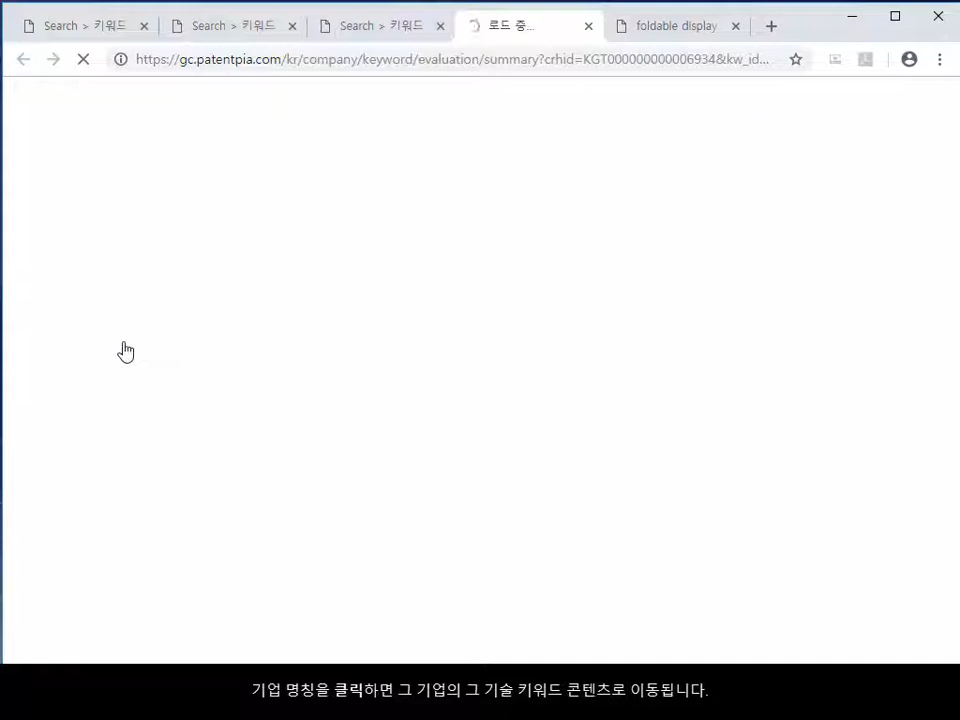 Search > 키워드
Search > 키워드
Search > 키워드
로드 중...
foldable display
https://gc.patentpia.com/kr/company/keyword/evaluation/summary?crhid=KGT000000000006934&kw_id...
기업 명칭을 클릭하면 그 기업의 그 기술 키워드 콘텐츠로 이동됩니다.